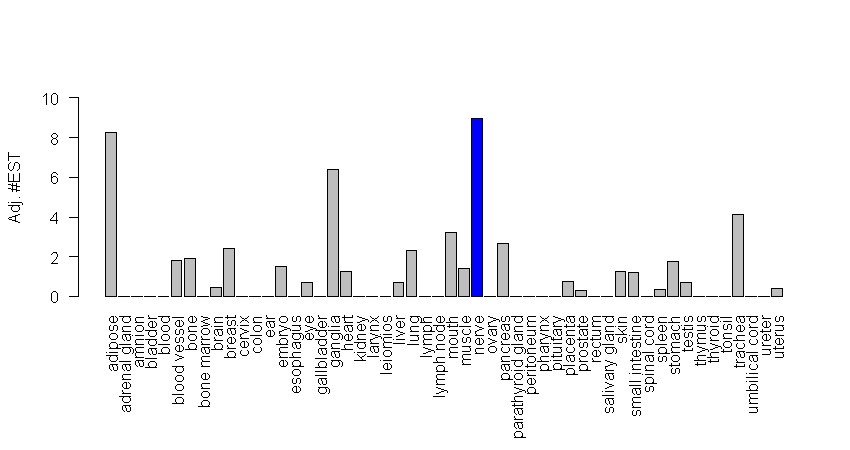 Adj. #EST
10
8
6
4
2
0
adipose
adrenal gland
amnion
bladder
blood
blood vessel
bone
bone marrow
brain
breast
cervix
colon
ear
embryo
esophagus
eye
gallbladder
ganglia
heart
kidney
larynx
leiomios
liver
lung
lymph
lymph node
mouth
muscle
nerve
ovary
pancreas
parathyroid gland
peritoneum
pharynx
pituitary
placenta
prostate
rectum
salivary gland
skin
small intestine
spinal cord
spleen
stomach
testis
thymus
thyroid
tonsil
trachea
umbilical cord
ureter
uterus